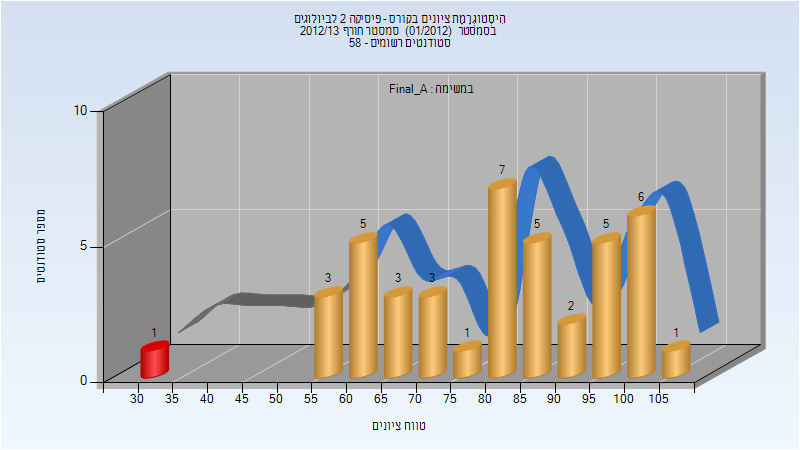 היסטוגרמת ציונים בקורס - פיסיקה 2 לביולוגים
בסמסטר (01/2012) סמסטר חורף 2012/13
סטודנטים רשומים - 58
במשימה : Final_A
מספר סטודנטים
10
5
0
1
3
5
3
3
1
7
5
2
5
6
1
30 35 40 45 50 55 60 65 70 75 80 85 90 95 100 105
טווח ציונים